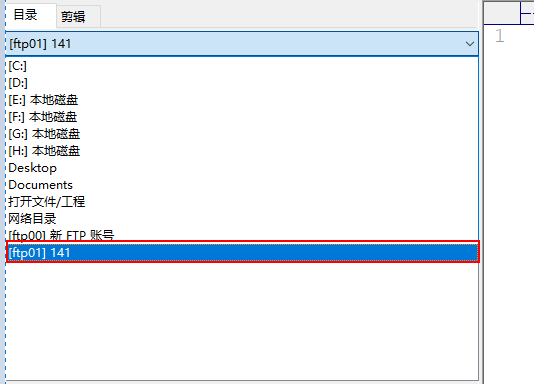 目录 剪辑
[ftp01] 141
1
[C:]
[D:]
[E:] 本地磁盘
[F:] 本地磁盘
[G:] 本地磁盘
[H:] 本地磁盘
Desktop
Documents
打开文件/工程
网络目录
[ftp00] 新 FTP 账号
[ftp01] 141